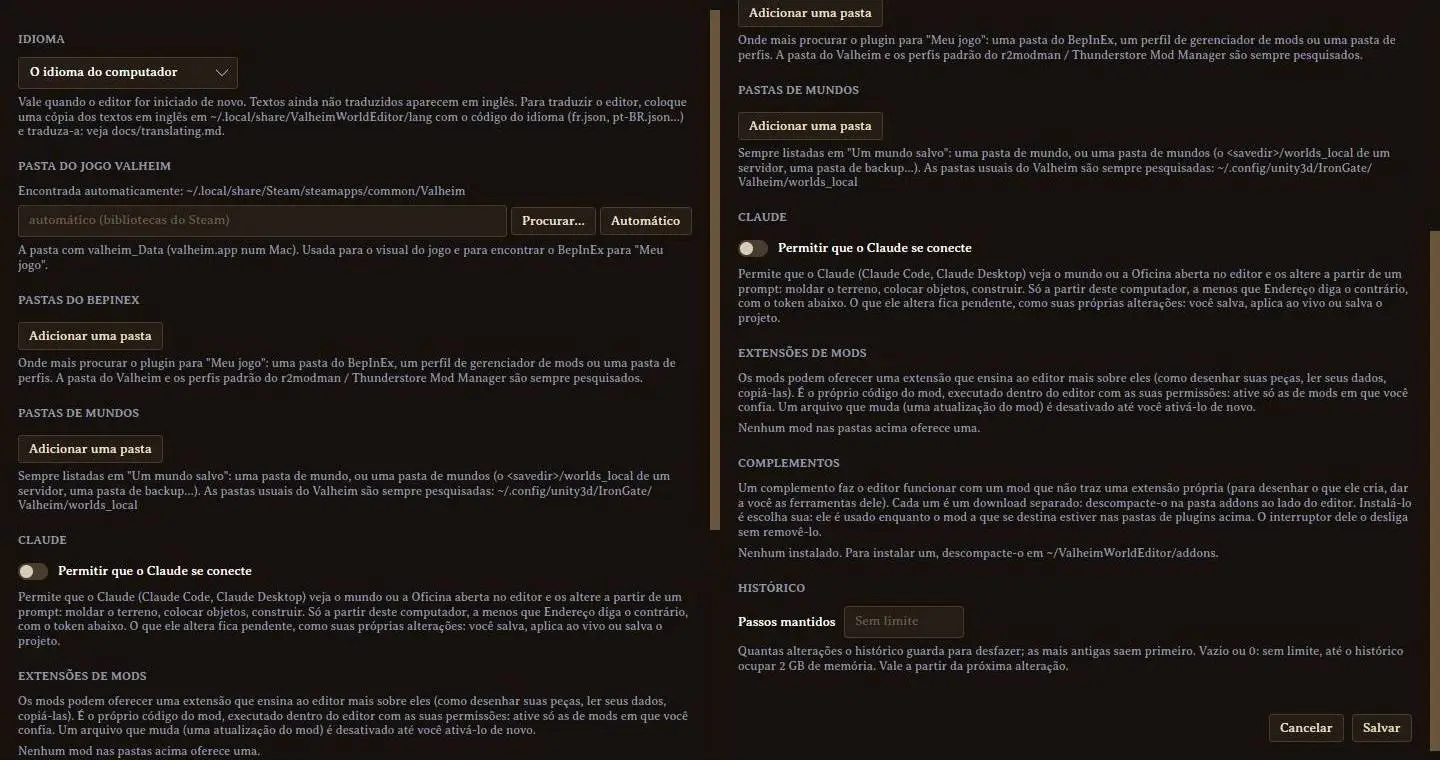 IDIOMA
O idioma do computador
Vale quando o editor for iniciado de novo. Textos ainda não traduzidos aparecem em inglês. Para traduzir o editor, coloque
uma cópia dos textos em inglês em ~/.local/share/ValheimWorldEditor/lang com o código do idioma (fr.json, pt-BR.json...)
e traduza-a: veja docs/translating.md.
PASTA DO JOGO VALHEIM
Encontrada automaticamente: ~/.local/share/Steam/steamapps/common/Valheim
automático (bibliotecas do Steam)
Procurar...
Automático
A pasta com valheim_Data (valheim.app num Mac). Usada para o visual do jogo e para encontrar o BepInEx para "Meu
jogo".
PASTAS DO BEPINEX
Adicionar uma pasta
Onde mais procurar o plugin para "Meu jogo": uma pasta do BepInEx, um perfil de gerenciador de mods ou uma pasta de
perfis. A pasta do Valheim e os perfis padrão do r2modman / Thunderstore Mod Manager são sempre pesquisados.
PASTAS DE MUNDOS
Adicionar uma pasta
Sempre listadas em "Um mundo salvo": uma pasta de mundo, ou uma pasta de mundos (o <savedir>/worlds_local de um
servidor, uma pasta de backup...). As pastas usuais do Valheim são sempre pesquisadas: ~/.config/unity3d/IronGate/
Valheim/worlds_local
CLAUDE
Permitir que o Claude se conecte
Permite que o Claude (Claude Code, Claude Desktop) veja o mundo ou a Oficina aberta no editor e os altere a partir de um
prompt: moldar o terreno, colocar objetos, construir. Só a partir deste computador, a menos que Endereço diga o contrário,
com o token abaixo. O que ele altera fica pendente, como suas próprias alterações: você salva, aplica ao vivo ou salva o
projeto.
EXTENSÕES DE MODS
Os mods podem oferecer uma extensão que ensina ao editor mais sobre eles (como desenhar suas peças, ler seus dados,
copiá-las). É o próprio código do mod, executado dentro do editor com as suas permissões: ative só as de mods em que você
confia. Um arquivo que muda (uma atualização do mod) é desativado até você ativá-lo de novo.
Nenhum mod nas pastas acima oferece uma.
Adicionar uma pasta
Onde mais procurar o plugin para "Meu jogo": uma pasta do BepInEx, um perfil de gerenciador de mods ou uma pasta de
perfis. A pasta do Valheim e os perfis padrão do r2modman / Thunderstore Mod Manager são sempre pesquisados.
PASTAS DE MUNDOS
Adicionar uma pasta
Sempre listadas em "Um mundo salvo": uma pasta de mundo, ou uma pasta de mundos (o <savedir>/worlds_local de um
servidor, uma pasta de backup...). As pastas usuais do Valheim são sempre pesquisadas: ~/.config/unity3d/IronGate/
Valheim/worlds_local
CLAUDE
Permitir que o Claude se conecte
Permite que o Claude (Claude Code, Claude Desktop) veja o mundo ou a Oficina aberta no editor e os altere a partir de um
prompt: moldar o terreno, colocar objetos, construir. Só a partir deste computador, a menos que Endereço diga o contrário,
com o token abaixo. O que ele altera fica pendente, como suas próprias alterações: você salva, aplica ao vivo ou salva o
projeto.
EXTENSÕES DE MODS
Os mods podem oferecer uma extensão que ensina ao editor mais sobre eles (como desenhar suas peças, ler seus dados,
copiá-las). É o próprio código do mod, executado dentro do editor com as suas permissões: ative só as de mods em que você
confia. Um arquivo que muda (uma atualização do mod) é desativado até você ativá-lo de novo.
Nenhum mod nas pastas acima oferece uma.
COMPLEMENTOS
Um complemento faz o editor funcionar com um mod que não traz uma extensão própria (para desenhar o que ele cria, dar
a você as ferramentas dele). Cada um é um download separado: descompacte-o na pasta addons ao lado do editor. Instalá-lo
é escolha sua: ele é usado enquanto o mod a que se destina estiver nas pastas de plugins acima. O interruptor dele o desliga
sem removê-lo.
Nenhum instalado. Para instalar um, descompacte-o em ~/ValheimWorldEditor/addons.
HISTÓRICO
Passos mantidos
Sem limite
Quantas alterações o histórico guarda para desfazer; as mais antigas saem primeiro. Vazio ou 0: sem limite, até o histórico
ocupar 2 GB de memória. Vale a partir da próxima alteração.
Cancelar
Salvar